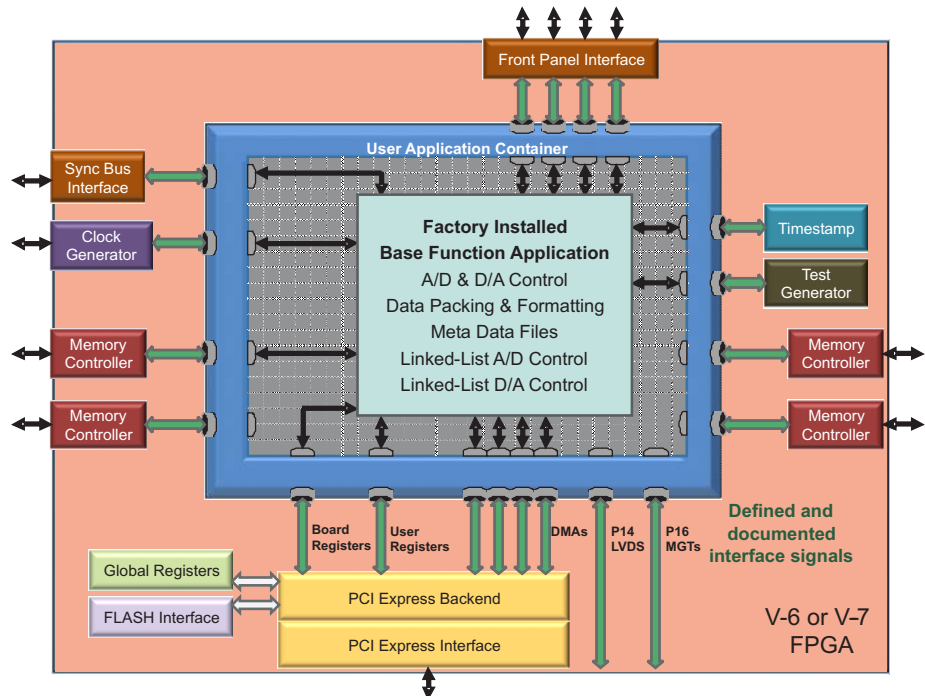 Front Panel Interface
User Application Container
Sync Bus
Interface
Clock
Generator
Memory
Controller
Memory
Controller
Factory Installed
Base Function Application
A/D & D/A Control
Data Packing & Formatting
Meta Data Files
Linked-List A/D Control
Linked-List D/A Control
Timestamp
Test
Generator
Memory
Controller
Memory
Controller
Board
Registers
User
Registers
DMAs
P14
LVDS
P16
MGTs
Defined and
documented
interface signals
Global Registers
FLASH Interface
PCI Express Backend
PCI Express Interface
V-6 or V-7
FPGA